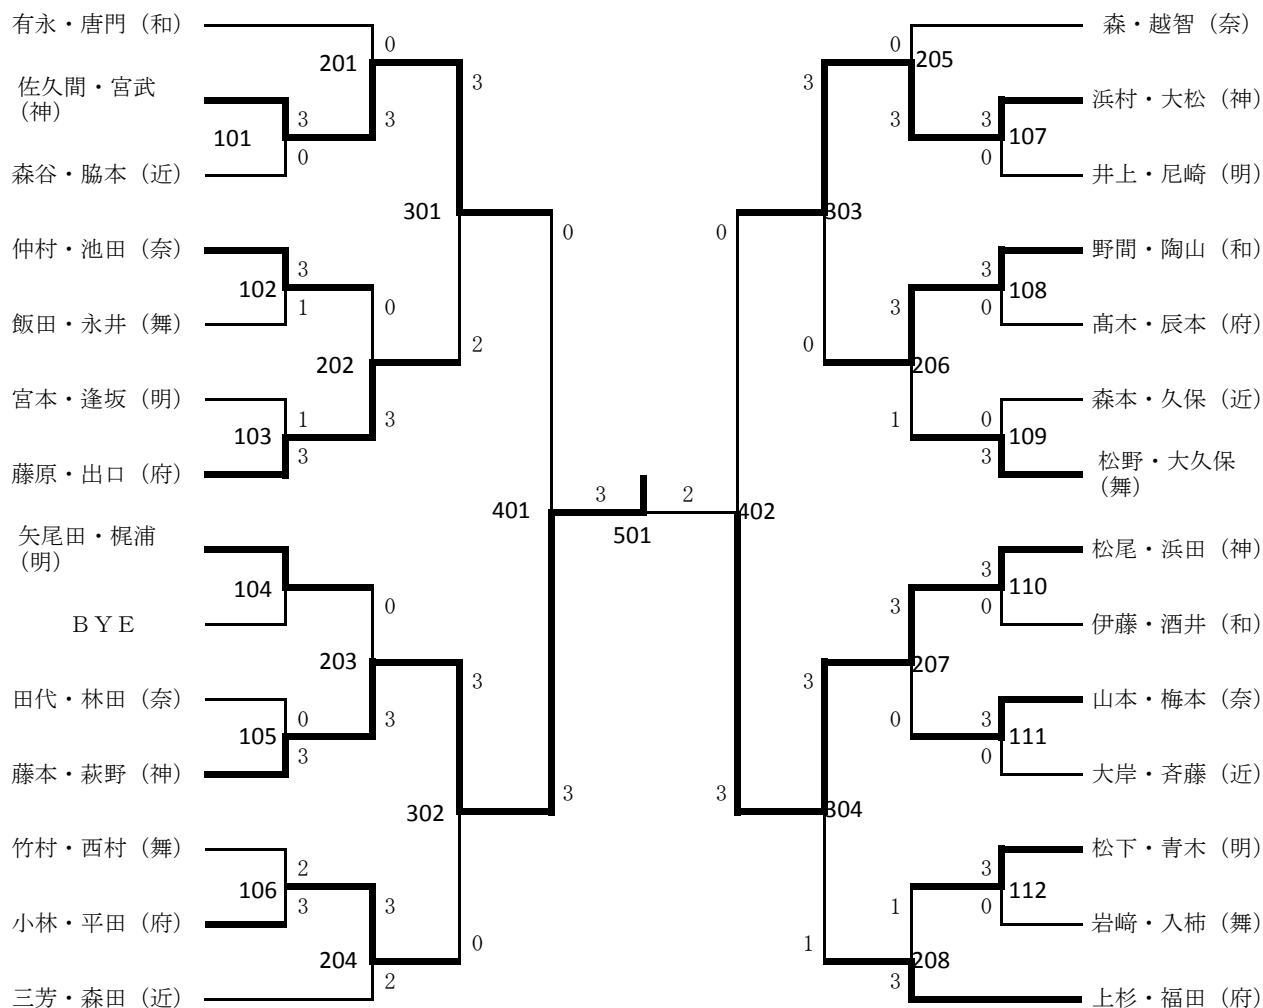 有永・唐門（和）
0
201
佐久間・宮武
（神）
3
3
101
3
0
森谷・脇本（近）
301
仲村・池田（奈）
3
102
1
0
飯田・永井（舞）
202
2
宮本・逢坂（明）
1
3
103
3
藤原・出口（府）
0
401
矢尾田・梶浦
（明）
104
0
ＢＹＥ
203
3
田代・林田（奈）
0
3
105
3
藤本・萩野（神）
302
3
竹村・西村（舞）
2
106
3
3
小林・平田（府）
0
204
2
三芳・森田（近）
3
2
501
森・越智（奈）
0
205
3
浜村・大松（神）
3
3
107
0
井上・尼崎（明）
303
0
野間・陶山（和）
3
108
3
0
髙木・辰本（府）
0
206
森本・久保（近）
0
1
109
3
松野・大久保
（舞）
402
松尾・浜田（神）
3
110
3
0
伊藤・酒井（和）
207
3
山本・梅本（奈）
3
0
111
0
大岸・斉藤（近）
3
304
松下・青木（明）
3
112
1
0
岩﨑・入柿（舞）
1
208
3
上杉・福田（府）